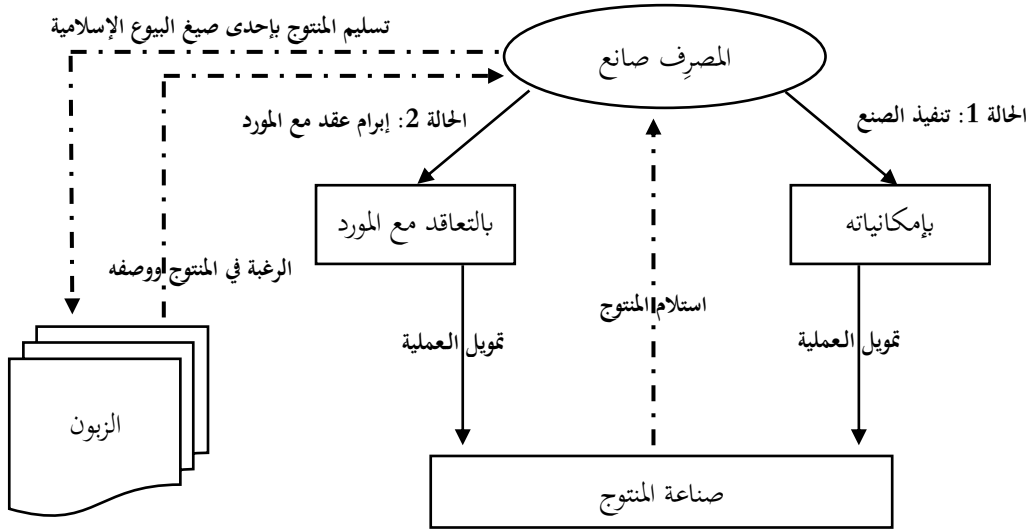 تسليم المنتوج بإحدى صيغ البيوع الإسلامية
المصرِف صانع
الحالة 1: تنفيذ الصنع
الحالة 2: إبرام عقد مع المورد
بإمكانياته
بالتعاقد مع المورد
الرغبة في المنتوج ووصفه
استلام المنتوج
تمويل العملية
تمويل العملية
الزبون
صناعة المنتوج